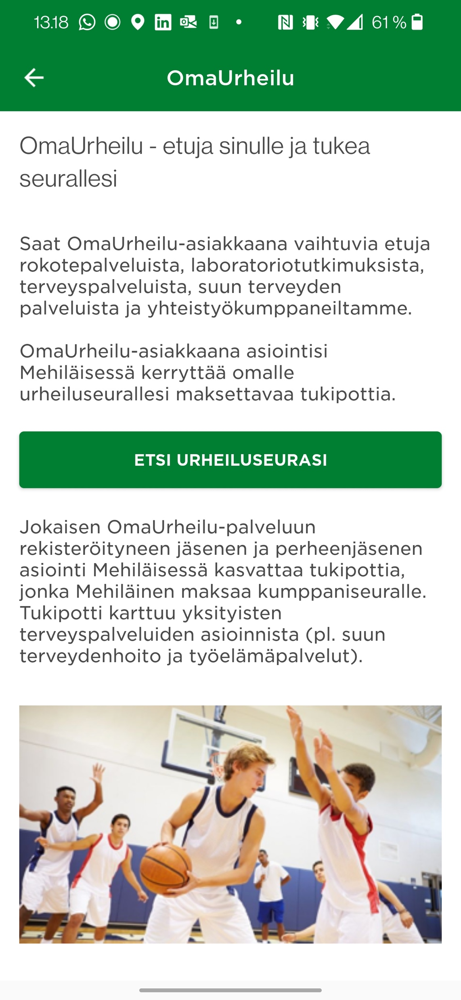 13.18 61 %
OmaUrheilu
OmaUrheilu - etuja sinulle ja tukea
seurallesi
Saat OmaUrheilu-asiakkaana vaihtuvia etuja
rokotepalveluista, laboratoriotutkimuksista,
terveyspalveluista, suun terveyden
palveluista ja yhteistyökumppaneiltamme.
OmaUrheilu-asiakkaana asiointisi
Mehiläisessä kerryttää omalle
urheiluseurallesi maksettavaa tukipottia.
ETSI URHEILUSEURASI
Jokaisen OmaUrheilu-palveluun
rekisteröityneen jäsenen ja perheenjäsenen
asiointi Mehiläisessä kasvattaa tukipottia,
jonka Mehiläinen maksaa kumppaniseuralle.
Tukipotti karttuu yksityisten
terveyspalveluiden asioinnista (pl. suun
terveydenhoito ja työelämäpalvelut).